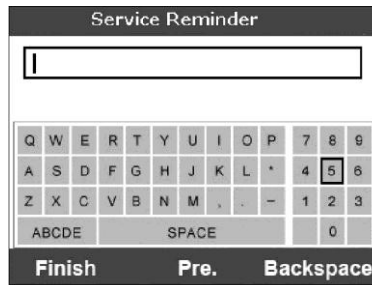 Service Reminder
Q W E R T Y U I O P 7 8 9
A S D F G H J K L * 4 5 6
Z X C V B N M , . – 1 2 3
ABCDE SPACE 0
Finish Pre. Backspace